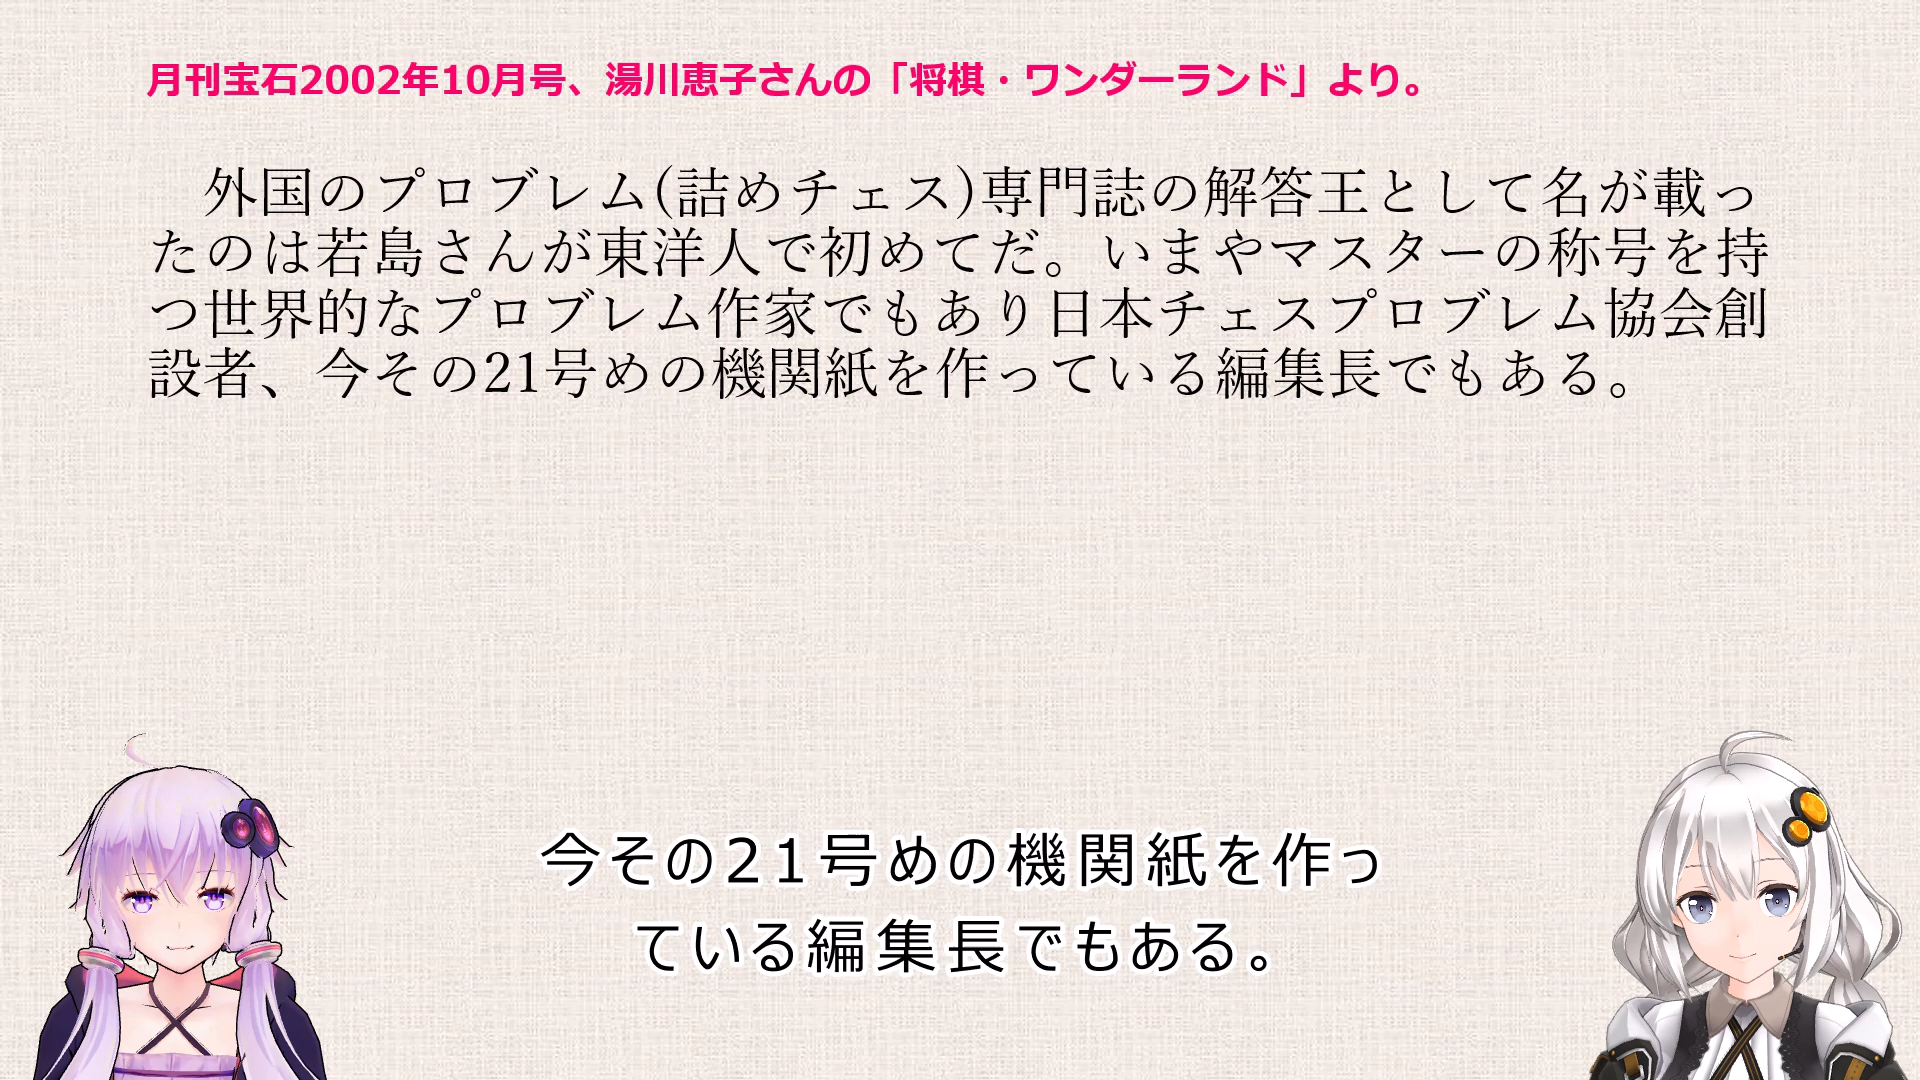 月刊宝石2002年10月号、湯川恵子さんの「将棋・ワンダーランド」より。
外国のプロブレム(詰めチェス)専門誌の解答王として名が載っ
たのは若島さんが東洋人で初めてだ。いまやマスターの称号を持
つ世界的なプロブレム作家でもあり日本チェスプロブレム協会創
設者、今その21号めの機関紙を作っている編集長でもある。
今その21号めの機関紙を作っ
ている編集長でもある。